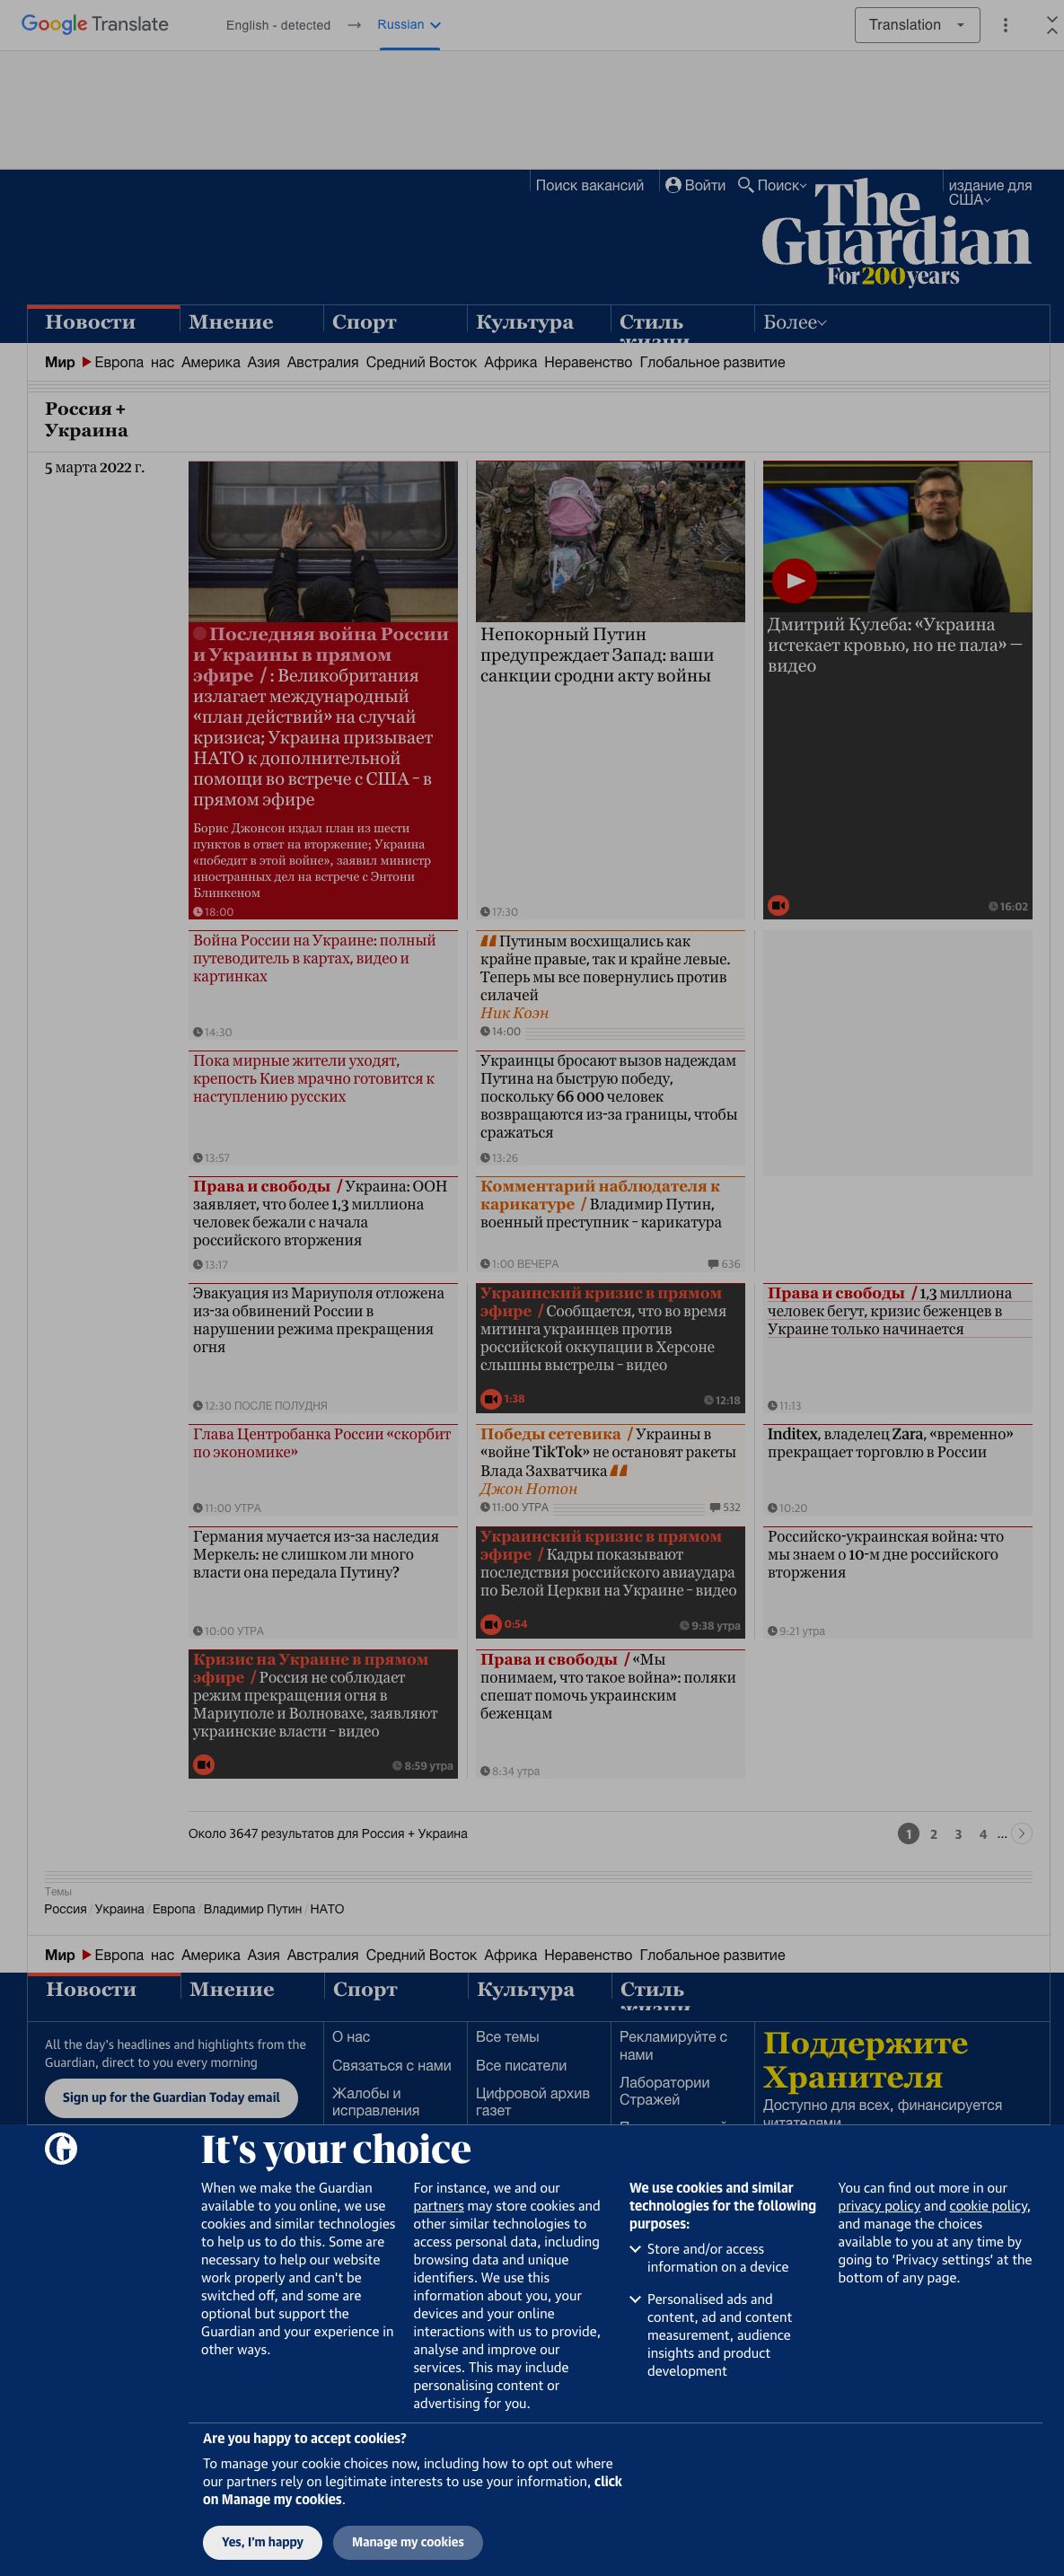 Google Translate
English - detected → Russian
Translation
Поиск вакансий
Войти
Поиск
издание для
США
The
Guardian
For 200 years
Новости
Мнение
Спорт
Культура
Стиль
жизни
Более
Мир
Европа нас Америка Азия Австралия Средний Восток Африка Неравенство Глобальное развитие
Россия +
Украина
5 марта 2022 г.
Последняя война России
и Украины в прямом
эфире / : Великобритания
излагает международный
«план действий» на случай
кризиса; Украина призывает
НАТО к дополнительной
помощи во встрече с США – в
прямом эфире
Борис Джонсон издал план из шести
пунктов в ответ на вторжение; Украина
«победит в этой войне», заявил министр
иностранных дел на встрече с Энтони
Блинкеном
18:00
Непокорный Путин
предупреждает Запад: ваши
санкции сродни акту войны
17:30
Дмитрий Кулеба: «Украина
истекает кровью, но не пала» —
видео
16:02
Война России на Украине: полный
путеводитель в картах, видео и
картинках
14:30
Путиным восхищались как
крайне правые, так и крайне левые.
Теперь мы все повернулись против
силачей
Ник Коэн
14:00
Пока мирные жители уходят,
крепость Киев мрачно готовится к
наступлению русских
13:57
Украинцы бросают вызов надеждам
Путина на быструю победу,
поскольку 66 000 человек
возвращаются из-за границы, чтобы
сражаться
13:26
Права и свободы / Украина: ООН
заявляет, что более 1,3 миллиона
человек бежали с начала
российского вторжения
13:17
Комментарий наблюдателя к
карикатуре / Владимир Путин,
военный преступник – карикатура
1:00 ВЕЧЕРА
636
Эвакуация из Мариуполя отложена
из-за обвинений России в
нарушении режима прекращения
огня
12:30 ПОСЛЕ ПОЛУДНЯ
Украинский кризис в прямом
эфире / Сообщается, что во время
митинга украинцев против
российской оккупации в Херсоне
слышны выстрелы – видео
1:38
12:18
Права и свободы / 1,3 миллиона
человек бегут, кризис беженцев в
Украине только начинается
11:13
Глава Центробанка России «скорбит
по экономике»
11:00 УТРА
Победы сетевика / Украины в
«войне TikTok» не остановят ракеты
Влада Захватчика
Джон Нотон
11:00 УТРА
532
Inditex, владелец Zara, «временно»
прекращает торговлю в России
10:20
Германия мучается из-за наследия
Меркель: не слишком ли много
власти она передала Путину?
10:00 УТРА
Украинский кризис в прямом
эфире / Кадры показывают
последствия российского авиаудара
по Белой Церкви на Украине – видео
0:54
9:38 утра
Российско-украинская война: что
мы знаем о 10-м дне российского
вторжения
9:21 утра
Кризис на Украине в прямом
эфире / Россия не соблюдает
режим прекращения огня в
Мариуполе и Волновахе, заявляют
украинские власти – видео
8:59 утра
Права и свободы / «Мы
понимаем, что такое война»: поляки
спешат помочь украинским
беженцам
8:34 утра
Около 3647 результатов для Россия + Украина
1 2 3 4 ...
Темы
Россия / Украина / Европа / Владимир Путин / НАТО
Мир
Европа нас Америка Азия Австралия Средний Восток Африка Неравенство Глобальное развитие
Новости
Мнение
Спорт
Культура
Стиль
жизни
All the day's headlines and highlights from the
Guardian, direct to you every morning
Sign up for the Guardian Today email
О нас
Связаться с нами
Жалобы и
исправления
Все темы
Все писатели
Цифровой архив
газет
Рекламируйте с
нами
Лаборатории
Стражей
Поддержите
Хранителя
Доступно для всех, финансируется
читателями
It's your choice
When we make the Guardian
available to you online, we use
cookies and similar technologies
to help us to do this. Some are
necessary to help our website
work properly and can't be
switched off, and some are
optional but support the
Guardian and your experience in
other ways.
For instance, we and our
partners may store cookies and
other similar technologies to
access personal data, including
browsing data and unique
identifiers. We use this
information about you, your
devices and your online
interactions with us to provide,
analyse and improve our
services. This may include
personalising content or
advertising for you.
We use cookies and similar
technologies for the following
purposes:
Store and/or access
information on a device
Personalised ads and
content, ad and content
measurement, audience
insights and product
development
You can find out more in our
privacy policy and cookie policy,
and manage the choices
available to you at any time by
going to ‘Privacy settings’ at the
bottom of any page.
Are you happy to accept cookies?
To manage your cookie choices now, including how to opt out where
our partners rely on legitimate interests to use your information, click
on Manage my cookies.
Yes, I’m happy
Manage my cookies